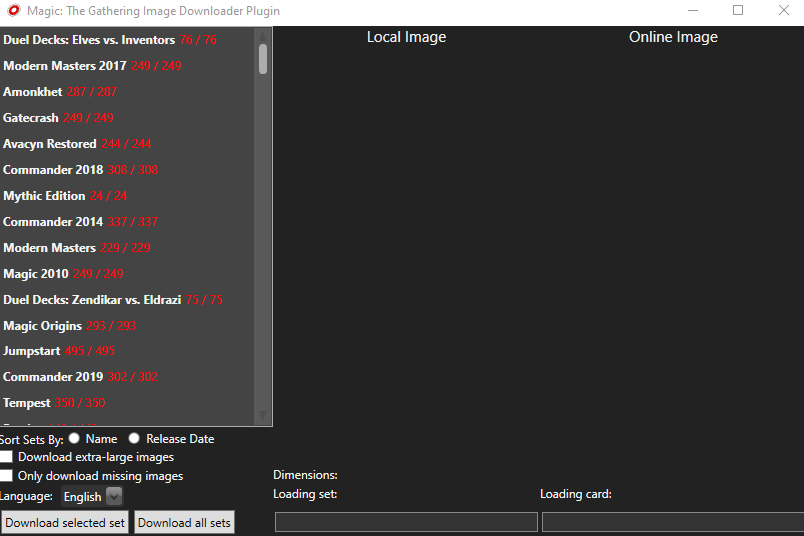 Magic: The Gathering Image Downloader Plugin
Duel Decks: Elves vs. Inventors 76 / 76
Modern Masters 2017 249 / 249
Amonkhet 287 / 287
Gatecrash 249 / 249
Avacyn Restored 244 / 244
Commander 2018 308 / 308
Mythic Edition 24 / 24
Commander 2014 337 / 337
Modern Masters 229 / 229
Magic 2010 249 / 249
Duel Decks: Zendikar vs. Eldrazi 75 / 75
Magic Origins 293 / 293
Jumpstart 495 / 495
Commander 2019 302 / 302
Tempest 350 / 350
Sort Sets By: Name Release Date
Download extra-large images
Only download missing images
Language: English
Download selected set Download all sets
Local Image Online Image
Dimensions:
Loading set: Loading card: